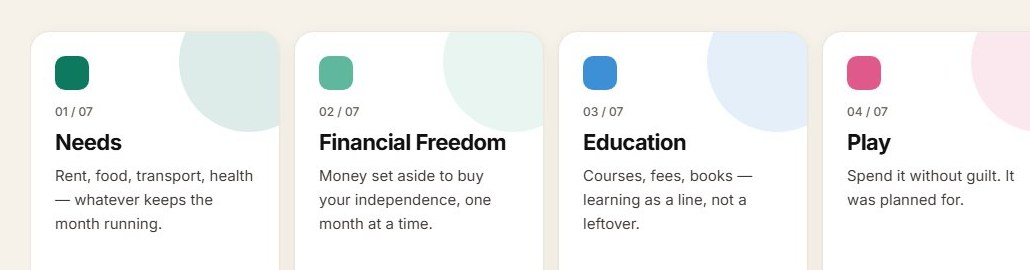 01 / 07
Needs
Rent, food, transport, health
— whatever keeps the
month running.
02 / 07
Financial Freedom
Money set aside to buy
your independence, one
month at a time.
03 / 07
Education
Courses, fees, books —
learning as a line, not a
leftover.
04 / 07
Play
Spend it without guilt. It
was planned for.